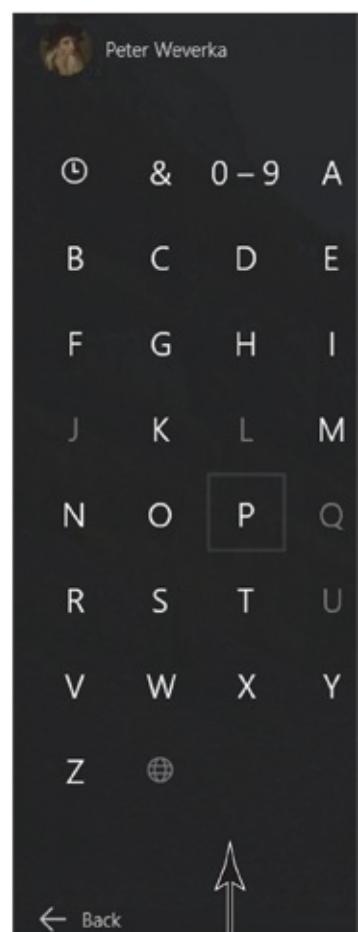 Peter Weverka
& 0 – 9 A
B C D E
F G H I
J K L M
N O P Q
R S T U
V W X Y
Z
Back